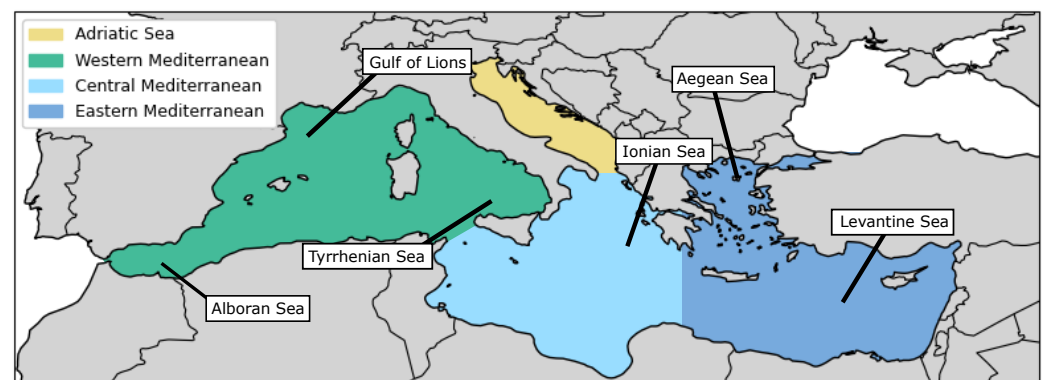 Adriatic Sea
Western Mediterranean
Central Mediterranean
Eastern Mediterranean
Gulf of Lions
Aegean Sea
Ionian Sea
Levantine Sea
Tyrrhenian Sea
Alboran Sea